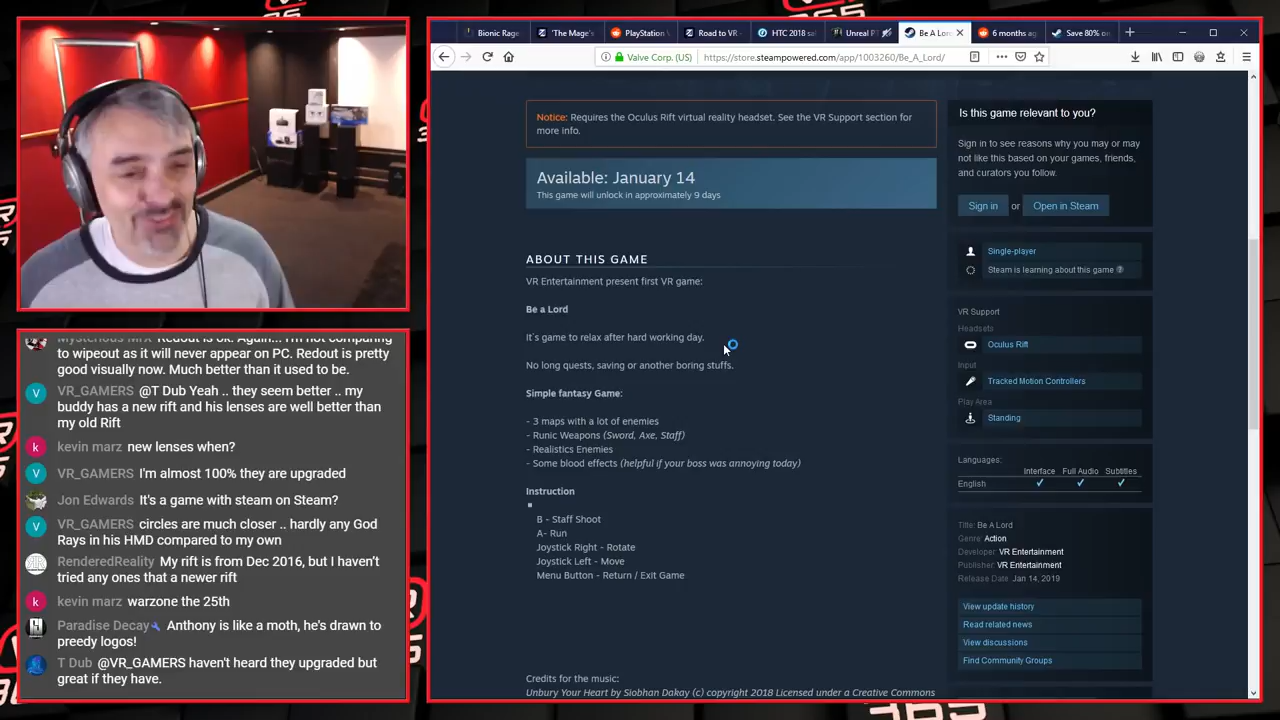 Bionic Rage
'The Mage's
PlayStation V
Road to VR
HTC 2018 sal
Unreal PT
Be A Lord
6 months ag
Save 80% on
Valve Corp. (US)
https://store.steampowered.com/app/1003260/Be_A_Lord/
Notice: Requires the Oculus Rift virtual reality headset. See the VR Support section for
more info.
Available: January 14
This game will unlock in approximately 9 days
ABOUT THIS GAME
VR Entertainment present first VR game:
Be a Lord
It`s game to relax after hard working day.
No long quests, saving or another boring stuffs.
Simple fantasy Game:
- 3 maps with a lot of enemies
- Runic Weapons (Sword, Axe, Staff)
- Realistics Enemies
- Some blood effects (helpful if your boss was annoying today)
Instruction
B - Staff Shoot
A- Run
Joystick Right - Rotate
Joystick Left - Move
Menu Button - Return / Exit Game
Credits for the music:
Unbury Your Heart by Siobhan Dakay (c) copyright 2018 Licensed under a Creative Commons
Is this game relevant to you?
Sign in to see reasons why you may or
may not like this based on your games, friends,
and curators you follow.
Sign in or Open in Steam
Single-player
Steam is learning about this game ?
VR Support
Headsets
Oculus Rift
Input
Tracked Motion Controllers
Play Area
Standing
Languages:
Interface Full Audio Subtitles
English
Title: Be A Lord
Genre: Action
Developer: VR Entertainment
Publisher: VR Entertainment
Release Date: Jan 14, 2019
View update history
Read related news
View discussions
Find Community Groups
Mysterious MrX Redout is ok. Again... I'm not comparing
to wipeout as it will never appear on PC. Redout is pretty
good visually now. Much better than it used to be.
V VR_GAMERS @T Dub Yeah .. they seem better .. my
buddy has a new rift and his lenses are well better than
my old Rift
k kevin marz new lenses when?
V VR_GAMERS I'm almost 100% they are upgraded
Jon Edwards It's a game with steam on Steam?
V VR_GAMERS circles are much closer .. hardly any God
Rays in his HMD compared to my own
RenderedReality My rift is from Dec 2016, but I haven't
tried any ones that a newer rift
k kevin marz warzone the 25th
Paradise Decay Anthony is like a moth, he's drawn to
preedy logos!
T Dub @VR_GAMERS haven't heard they upgraded but
great if they have.